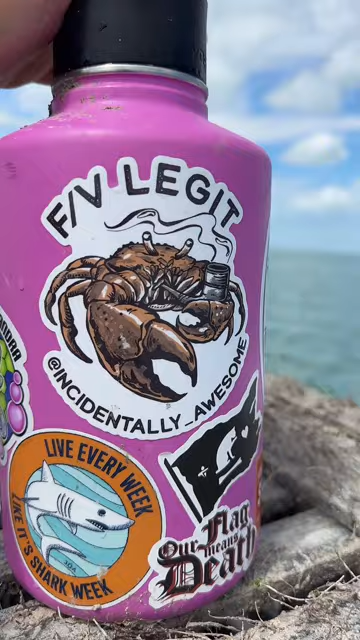 F/V LEGIT
@INCIDENTALLY_AWESOME
LIVE EVERY WEEK
LIKE IT'S SHARK WEEK
Our Flag
means
Death